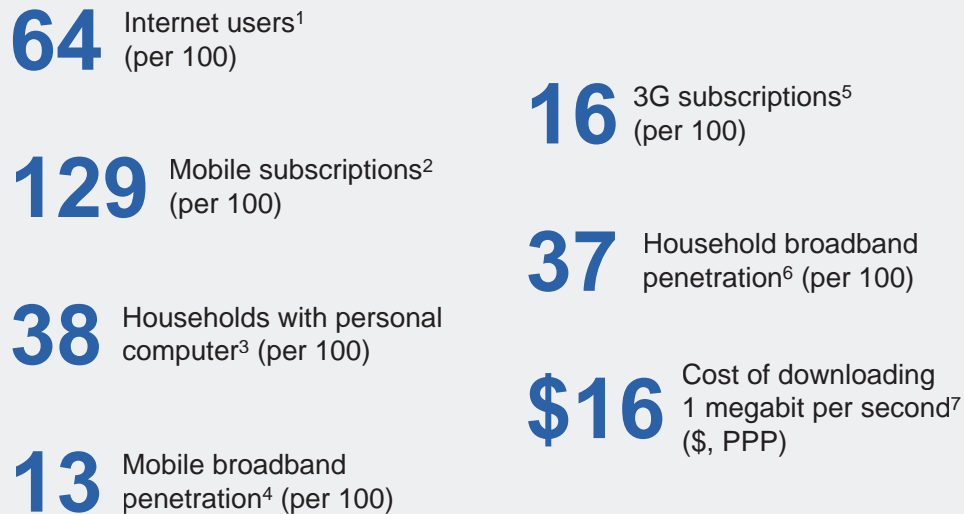 64 Internet users¹
(per 100)
129 Mobile subscriptions²
(per 100)
38 Households with personal
computer³ (per 100)
13 Mobile broadband
penetration⁴ (per 100)
16 3G subscriptions⁵
(per 100)
37 Household broadband
penetration⁶ (per 100)
$16 Cost of downloading
1 megabit per second⁷
($, PPP)